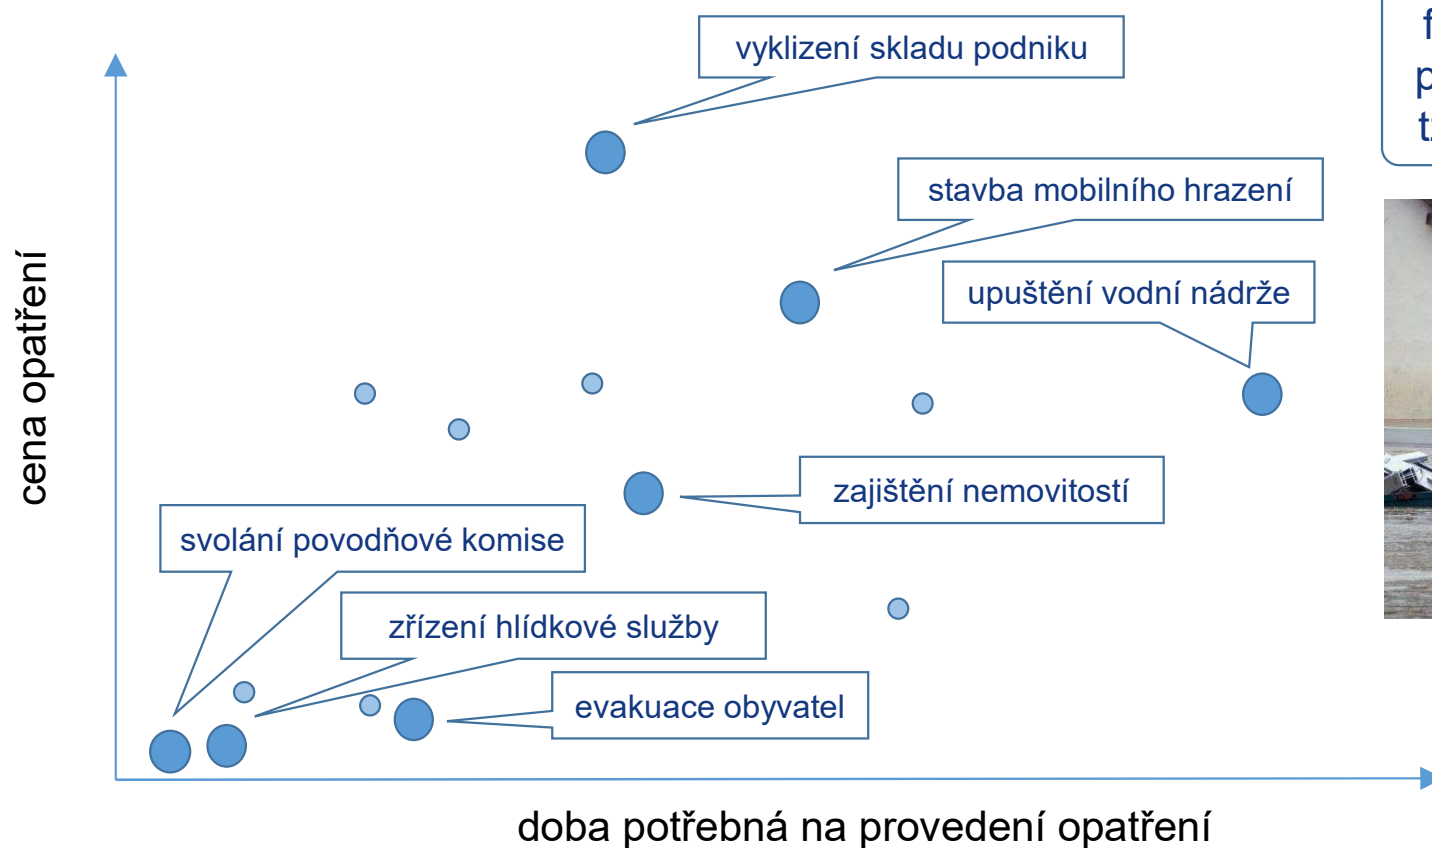 vyklizení skladu podniku
stavba mobilního hrazení
upuštění vodní nádrže
cena opatření
zajištění nemovitostí
svolání povodňové komise
zřízení hlídkové služby
evakuace obyvatel
doba potřebná na provedení opatření